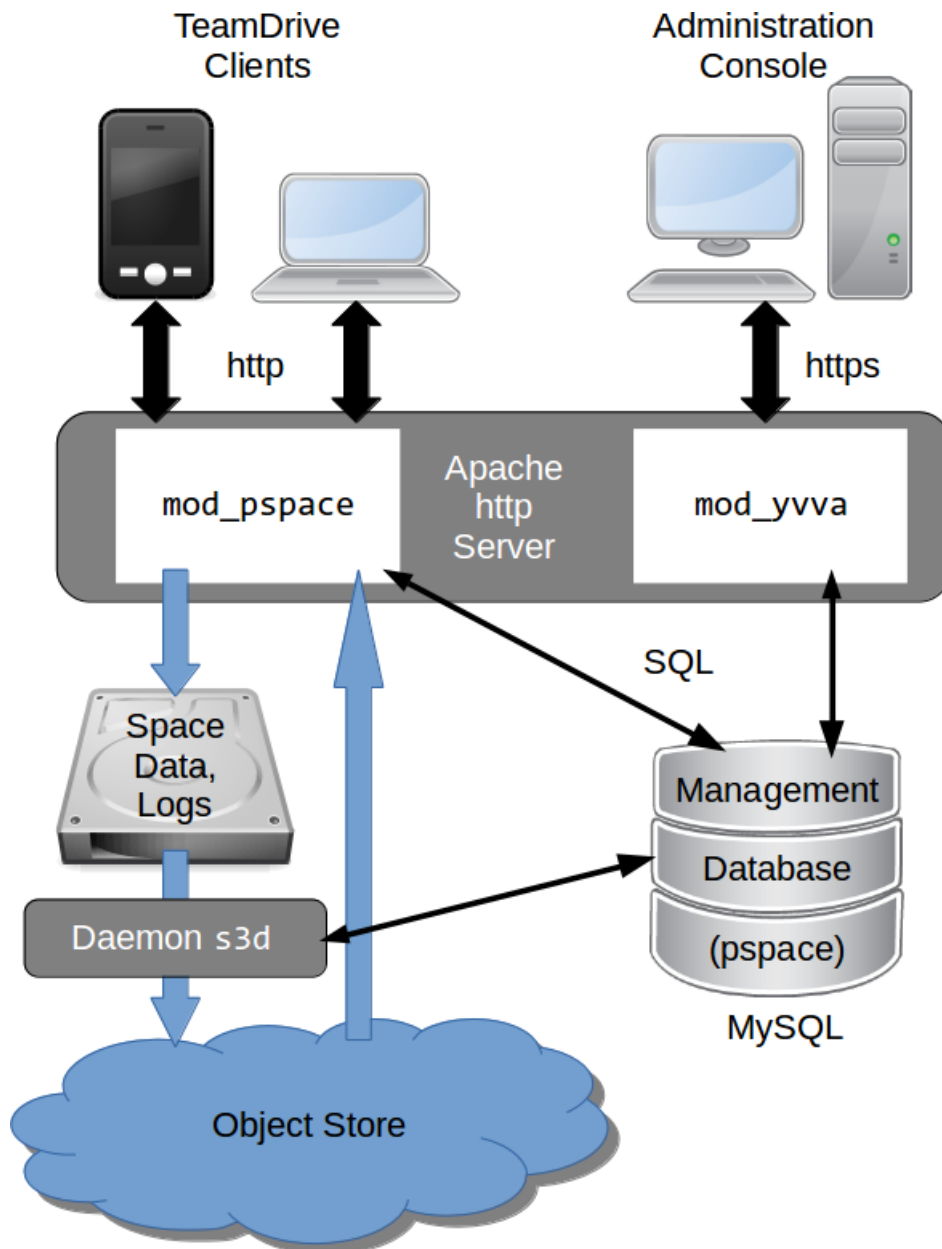 TeamDrive
Clients
Administration
Console
http
https
mod_pspace
Apache
http
Server
mod_yvva
SQL
Space
Data,
Logs
Management
Database
(pspace)
Daemon s3d
MySQL
Object Store